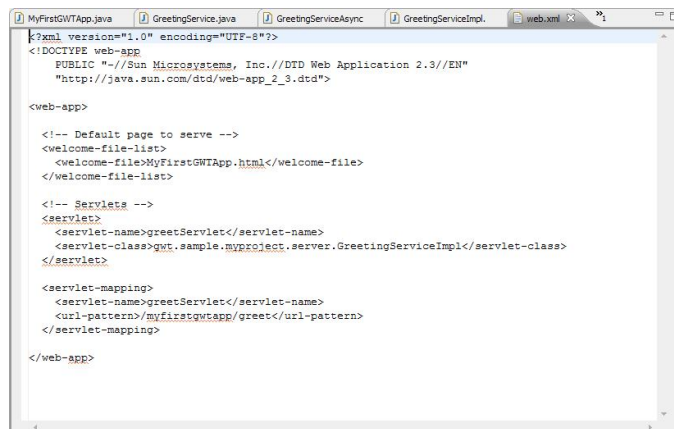 MyFirstGWTApp.java GreetingService.java GreetingServiceAsync GreetingServiceImpl. web.xml »1
<?xml version="1.0" encoding="UTF-8"?>
<!DOCTYPE web-app
PUBLIC "-//Sun Microsystems, Inc.//DTD Web Application 2.3//EN"
"http://java.sun.com/dtd/web-app_2_3.dtd">
<web-app>
<!-- Default page to serve -->
<welcome-file-list>
<welcome-file>MyFirstGWTApp.html</welcome-file>
</welcome-file-list>
<!-- Servlets -->
<servlet>
<servlet-name>greetServlet</servlet-name>
<servlet-class>gwt.sample.myproject.server.GreetingServiceImpl</servlet-class>
</servlet>
<servlet-mapping>
<servlet-name>greetServlet</servlet-name>
<url-pattern>/myfirstgwtapp/greet</url-pattern>
</servlet-mapping>
</web-app>